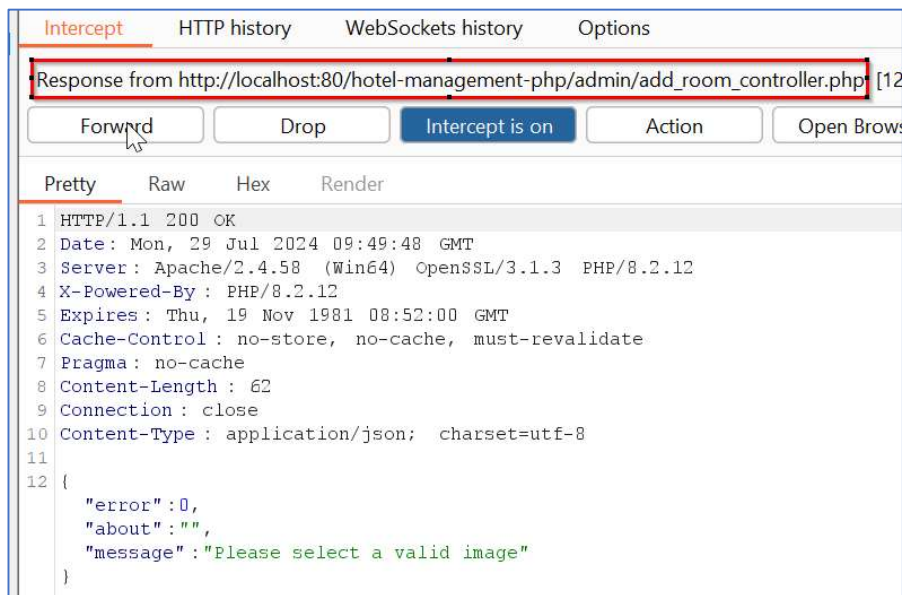 Intercept HTTP history WebSockets history Options
Response from http://localhost:80/hotel-management-php/admin/add_room_controller.php [12
Forward Drop Intercept is on Action Open Brows
Pretty Raw Hex Render
1 HTTP/1.1 200 OK
2 Date: Mon, 29 Jul 2024 09:49:48 GMT
3 Server: Apache/2.4.58 (Win64) OpenSSL/3.1.3 PHP/8.2.12
4 X-Powered-By: PHP/8.2.12
5 Expires: Thu, 19 Nov 1981 08:52:00 GMT
6 Cache-Control: no-store, no-cache, must-revalidate
7 Pragma: no-cache
8 Content-Length: 62
9 Connection: close
10 Content-Type: application/json; charset=utf-8
11
12 {
"error":0,
"about":"",
"message":"Please select a valid image"
}